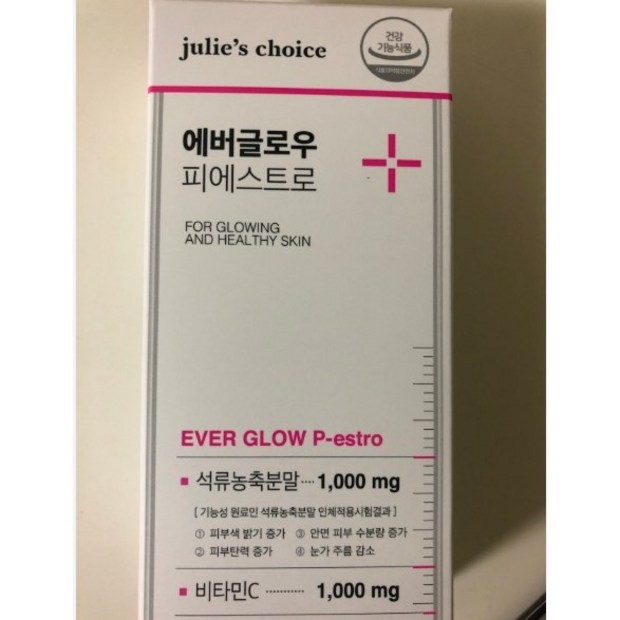 julie's choice
건강
기능식품
에버글로우
피에스트로
FOR GLOWING
AND HEALTHY SKIN
EVER GLOW P-estro
석류농축분말····1,000 mg
[ 기능성 원료인 석류농축분말 인체적용시험결과 ]
① 피부색 밝기 증가 ③ 안면 피부 수분량 증가
② 피부탄력 증가 ④ 눈가 주름 감소
비타민C ··········· 1,000 mg